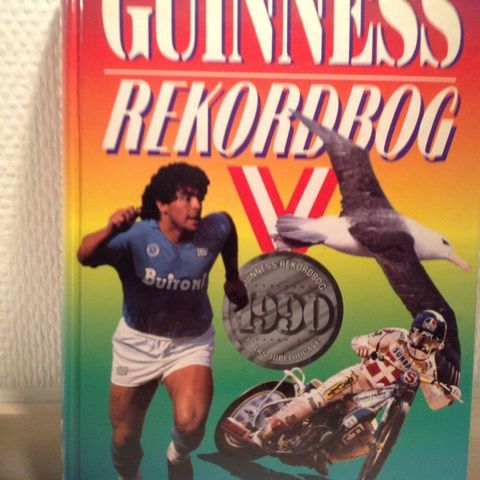 GUINNESS
REKORDBOG
GUINNESS REKORDBOG
1990
Buitoni